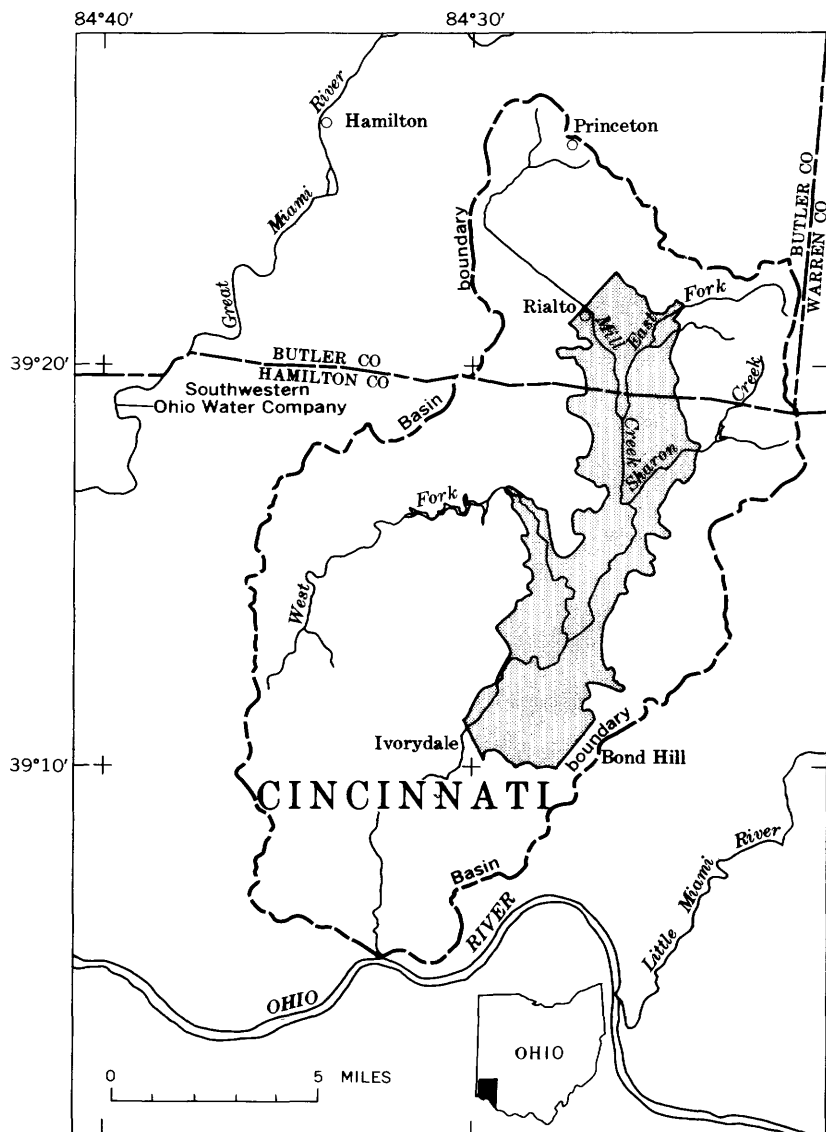 84°40′
84°30′
River
Hamilton
Princeton
Miami
boundary
BUTLER CO
WARREN CO
Great
Rialto
Mill
East
Fork
39°20′
BUTLER CO
HAMILTON CO
Southwestern
Ohio Water Company
Basin
Creek
Creek
Sharon
Fork
West
Ivorydale
boundary
Bond Hill
39°10′
CINCINNATI
River
Basin
Miami
RIVER
Little
OHIO
OHIO
0 5 MILES